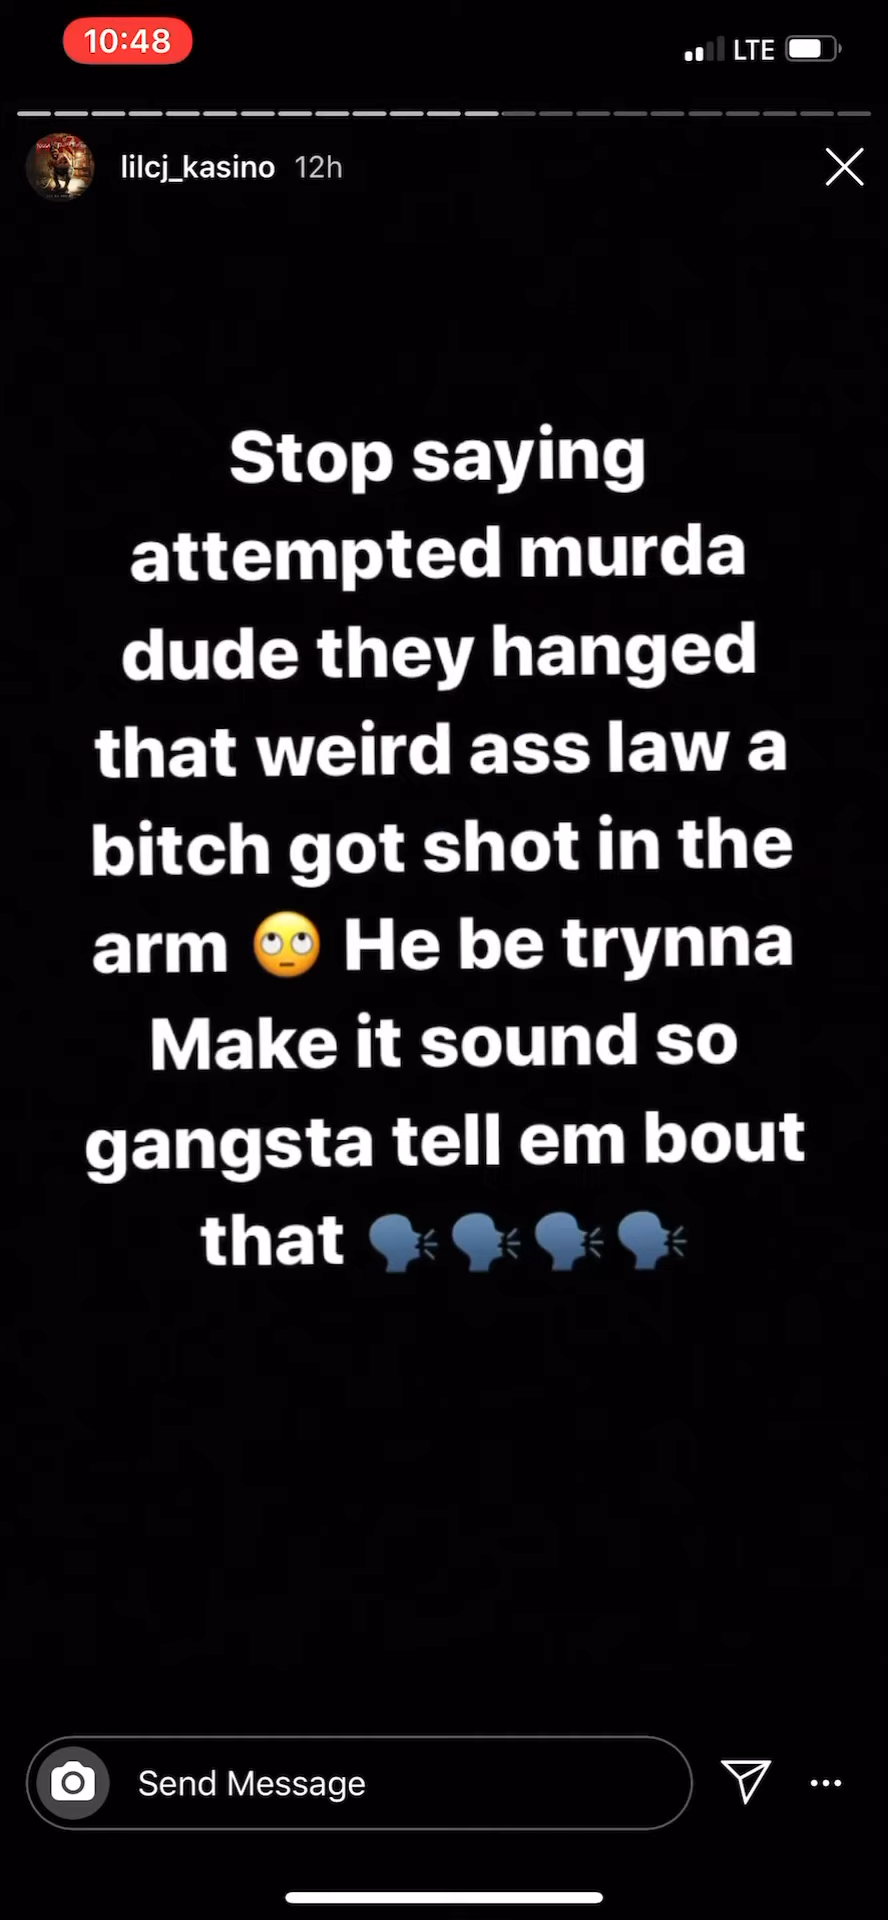 10:48
LTE
lilcj_kasino 12h
Stop saying
attempted murda
dude they hanged
that weird ass law a
bitch got shot in the
arm 🙄 He be trynna
Make it sound so
gangsta tell em bout
that 🗣🗣🗣🗣
Send Message